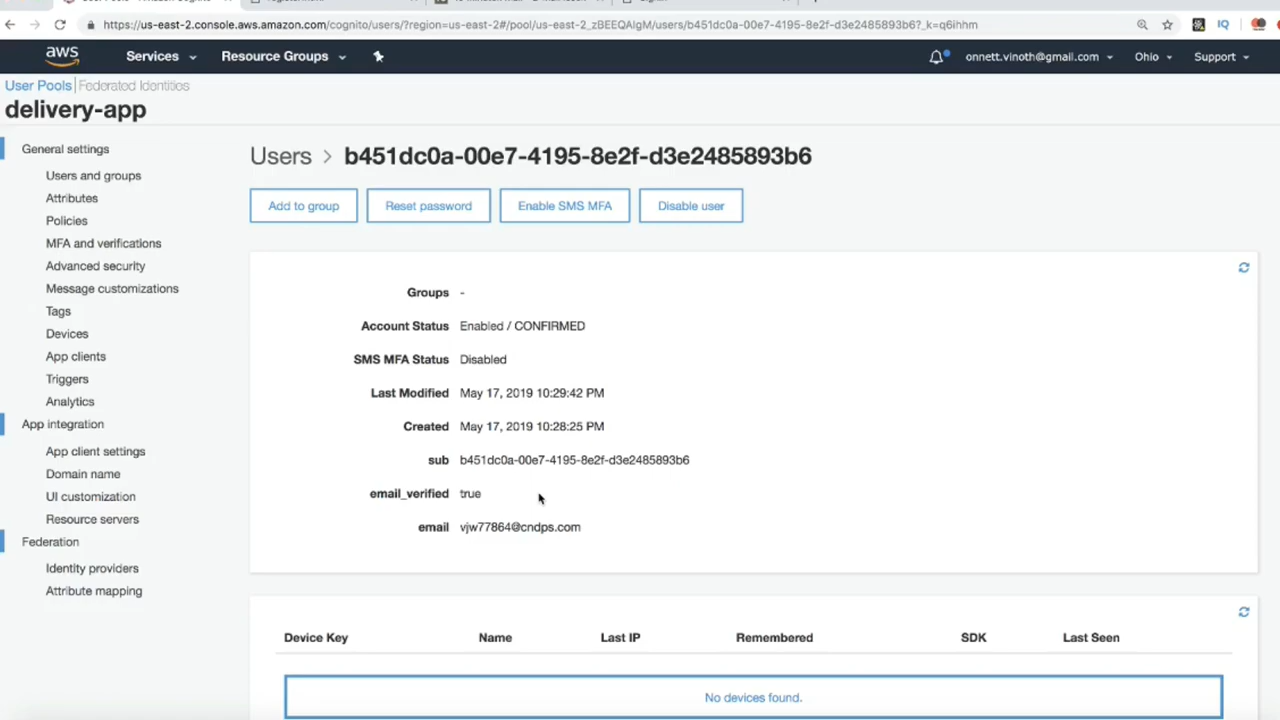 https://us-east-2.console.aws.amazon.com/cognito/users/?region=us-east-2#/pool/us-east-2_zBEEQAlgM/users/b451dc0a-00e7-4195-8e2f-d3e2485893b6?_k=q6ihhm
IQ
aws Services Resource Groups onnett.vinoth@gmail.com Ohio Support
User Pools Federated Identities
delivery-app
General settings
Users and groups
Attributes
Policies
MFA and verifications
Advanced security
Message customizations
Tags
Devices
App clients
Triggers
Analytics
App integration
App client settings
Domain name
UI customization
Resource servers
Federation
Identity providers
Attribute mapping
Users > b451dc0a-00e7-4195-8e2f-d3e2485893b6
Add to group Reset password Enable SMS MFA Disable user
Groups -
Account Status Enabled / CONFIRMED
SMS MFA Status Disabled
Last Modified May 17, 2019 10:29:42 PM
Created May 17, 2019 10:28:25 PM
sub b451dc0a-00e7-4195-8e2f-d3e2485893b6
email_verified true
email vjw77864@cndps.com
Device Key Name Last IP Remembered SDK Last Seen
No devices found.